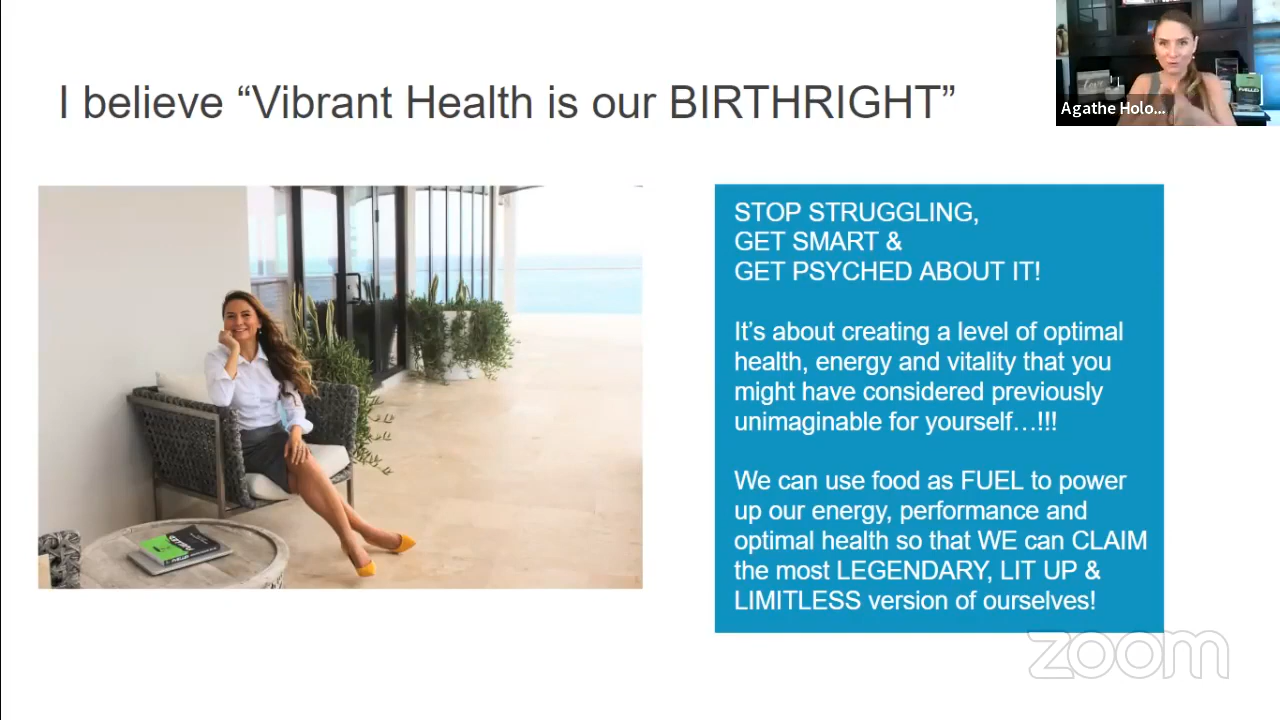 I believe “Vibrant Health is our BIRTHRIGHT”
Agathe Holo...
STOP STRUGGLING,
GET SMART &
GET PSYCHED ABOUT IT!
It’s about creating a level of optimal
health, energy and vitality that you
might have considered previously
unimaginable for yourself…!!!
We can use food as FUEL to power
up our energy, performance and
optimal health so that WE can CLAIM
the most LEGENDARY, LIT UP &
LIMITLESS version of ourselves!
FUELED
zoom